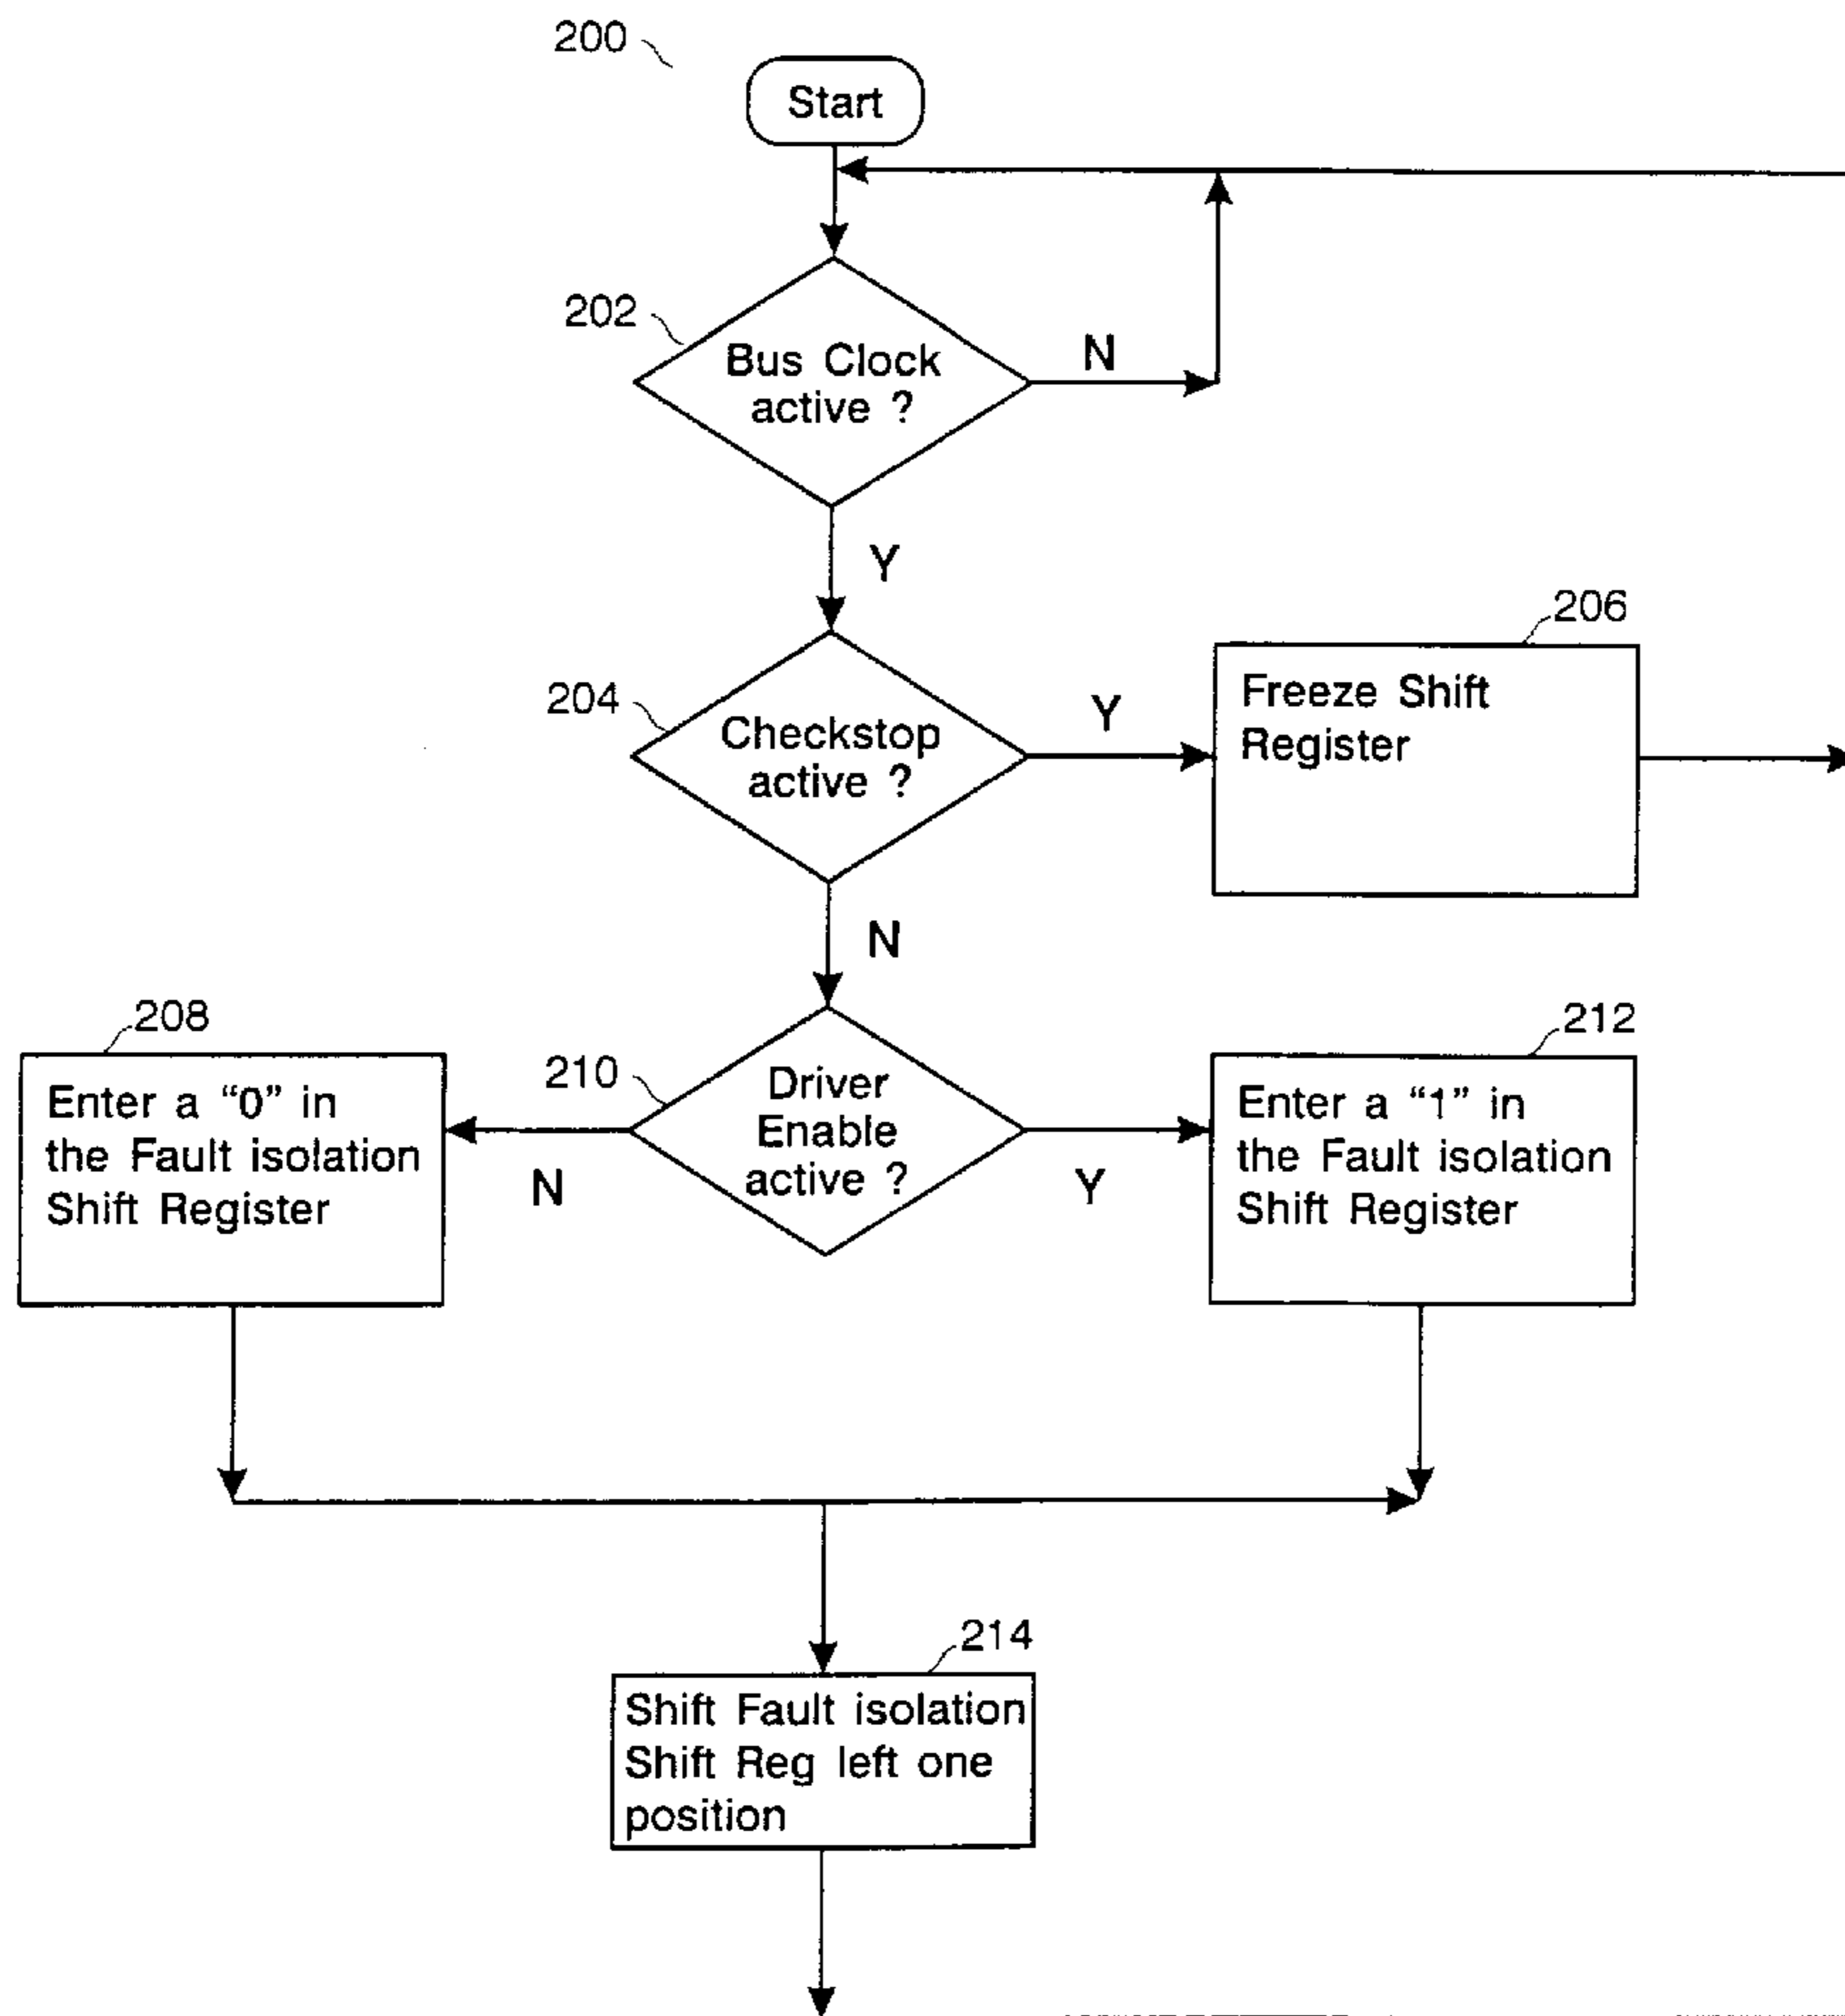 200
Start
202
Bus Clock
active ?
N
Y
204
Checkstop
active ?
Y
206
Freeze Shift
Register
N
208
Enter a “0” in
the Fault isolation
Shift Register
210
Driver
Enable
active ?
N
Y
212
Enter a “1” in
the Fault isolation
Shift Register
214
Shift Fault isolation
Shift Reg left one
position